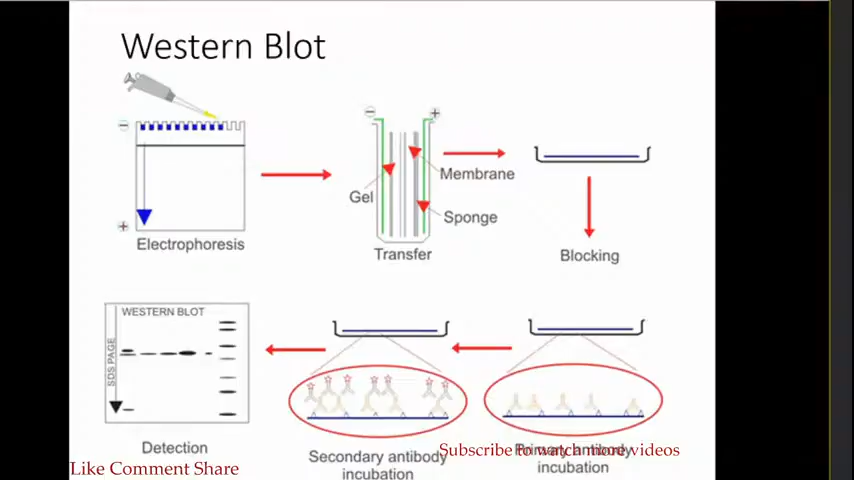 Western Blot
−
+
Electrophoresis
−
+
Gel
Membrane
Sponge
Transfer
Blocking
WESTERN BLOT
SDS PAGE
Detection
Secondary antibody
incubation
Primary antibody
incubation
Subscribe to watch more videos
Like Comment Share